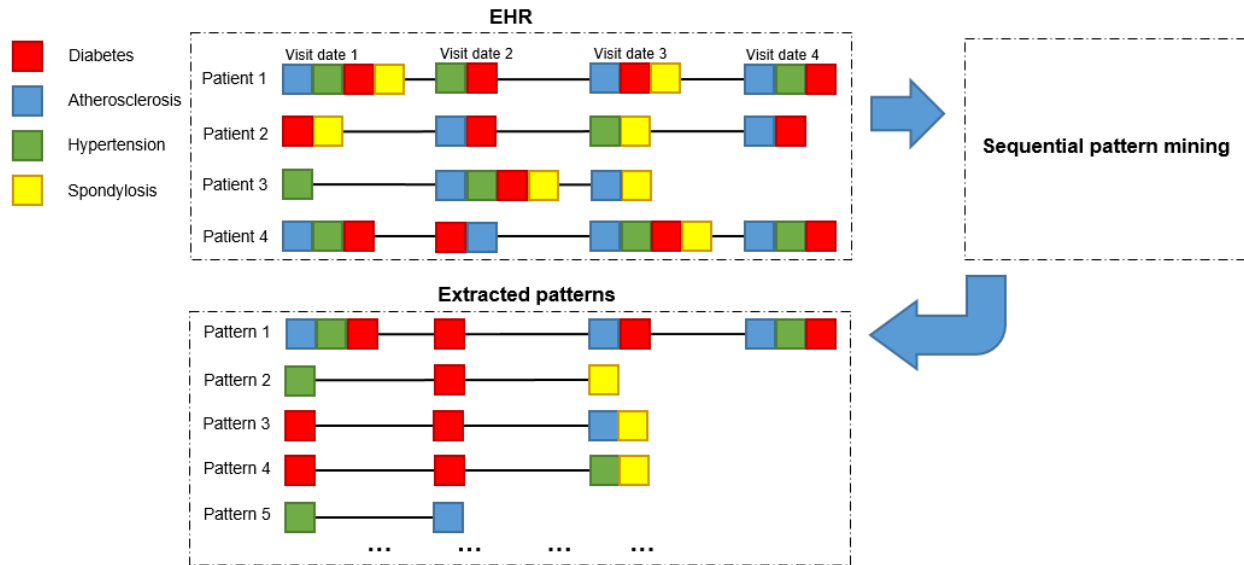 EHR
Diabetes
Atherosclerosis
Hypertension
Spondylosis
Visit date 1
Visit date 2
Visit date 3
Visit date 4
Patient 1
Patient 2
Patient 3
Patient 4
Sequential pattern mining
Extracted patterns
Pattern 1
Pattern 2
Pattern 3
Pattern 4
Pattern 5
... ... ... ...